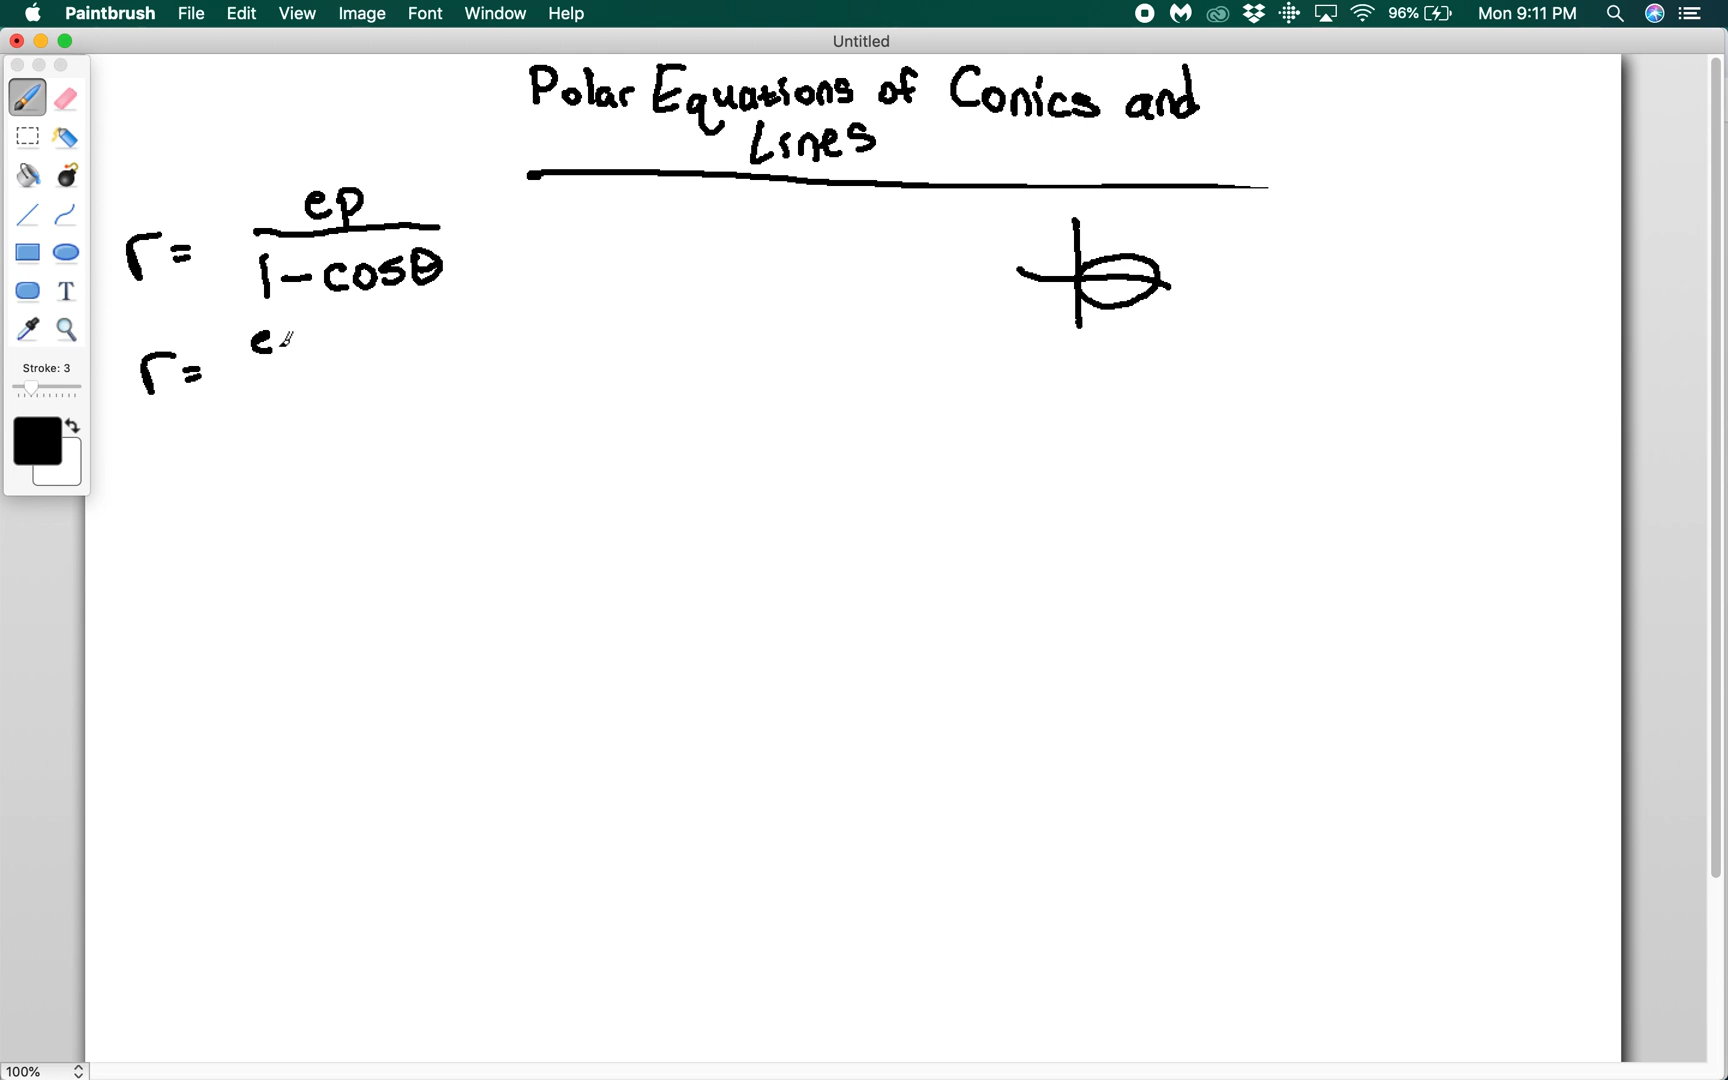 Paintbrush File Edit View Image Font Window Help 96% Mon 9:11 PM
Untitled
Polar Equations of Conics and
Lines
ep
r = 
1 - cosθ
e
r =
T
Stroke: 3
100%